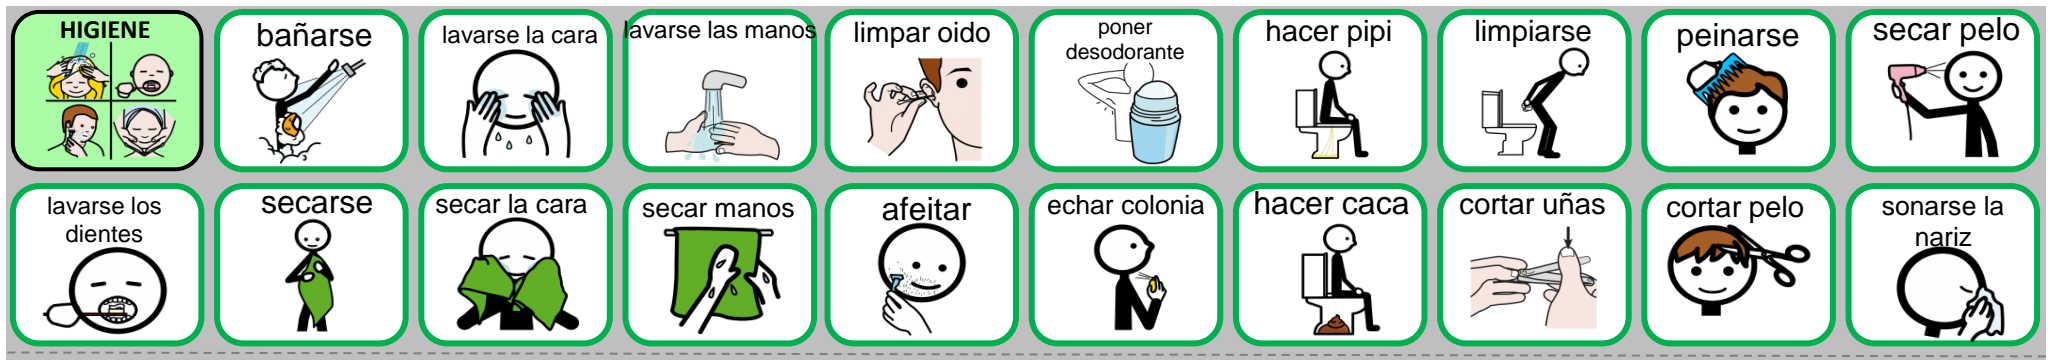 HIGIENE
bañarse
lavarse la cara
lavarse las manos
limpar oido
poner
desodorante
hacer pipi
limpiarse
peinarse
secar pelo
lavarse los
dientes
secarse
secar la cara
secar manos
afeitar
echar colonia
hacer caca
cortar uñas
cortar pelo
sonarse la
nariz